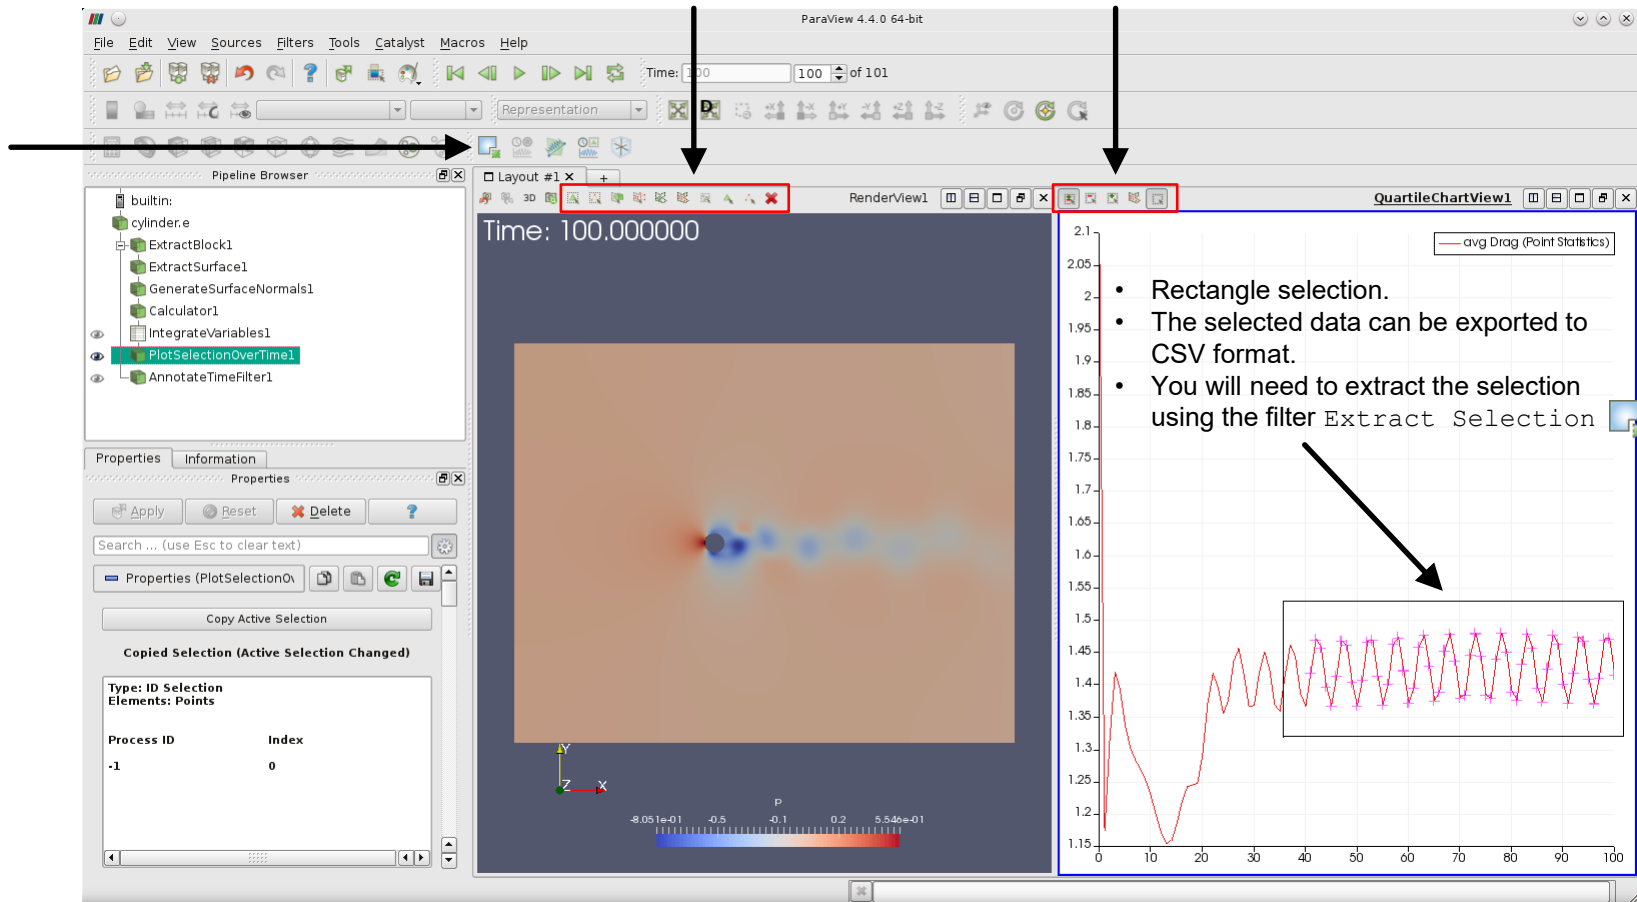 ParaView 4.4.0 64-bit
File Edit View Sources Filters Tools Catalyst Macros Help
Time: 100 100 of 101
Representation
D
Pipeline Browser
Layout #1
+
builtin:
cylinder.e
ExtractBlock1
ExtractSurface1
GenerateSurfaceNormals1
Calculator1
IntegrateVariables1
PlotSelectionOverTime1
AnnotateTimeFilter1
Properties Information
Properties
Apply Reset Delete ?
Search ... (use Esc to clear text)
Properties (PlotSelectionOv
Copy Active Selection
Copied Selection (Active Selection Changed)
Type: ID Selection
Elements: Points
Process ID Index
-1 0
3D
RenderView1
Time: 100.000000
Y
Z X
p
-8.051e-01 -0.5 -0.1 0.2 5.546e-01
QuartileChartView1
avg Drag (Point Statistics)
• Rectangle selection.
• The selected data can be exported to
CSV format.
• You will need to extract the selection
using the filter Extract Selection
2.1
2.05
2
1.95
1.9
1.85
1.8
1.75
1.7
1.65
1.6
1.55
1.5
1.45
1.4
1.35
1.3
1.25
1.2
1.15
0 10 20 30 40 50 60 70 80 90 100